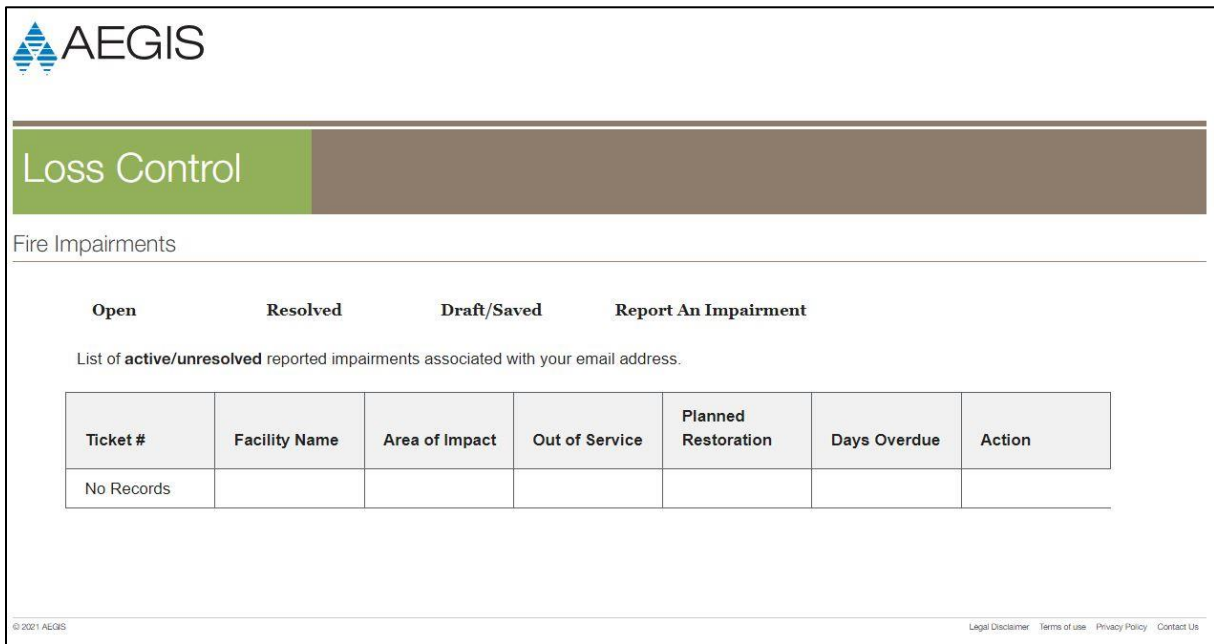 AEGIS
Loss Control
Fire Impairments
Open Resolved Draft/Saved Report An Impairment
List of active/unresolved reported impairments associated with your email address.
Ticket # Facility Name Area of Impact Out of Service Planned Restoration Days Overdue Action
No Records
© 2021 AEGIS Legal Disclaimer Terms of use Privacy Policy Contact Us